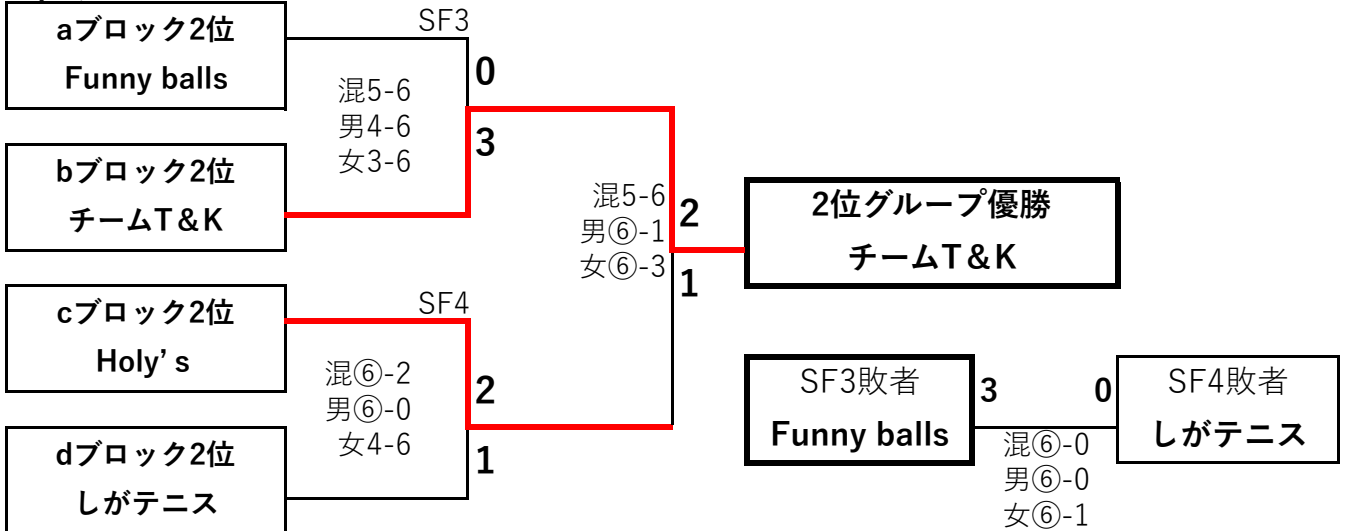 aブロック2位
Funny balls
SF3
0
混5-6
男4-6
女3-6
3
bブロック2位
チームT＆K
混5-6
男⑥-1
女⑥-3
2
1
2位グループ優勝
チームT＆K
cブロック2位
Holy’s
SF4
混⑥-2
男⑥-0
女4-6
2
1
dブロック2位
しがテニス
SF3敗者
Funny balls
3
0
混⑥-0
男⑥-0
女⑥-1
SF4敗者
しがテニス